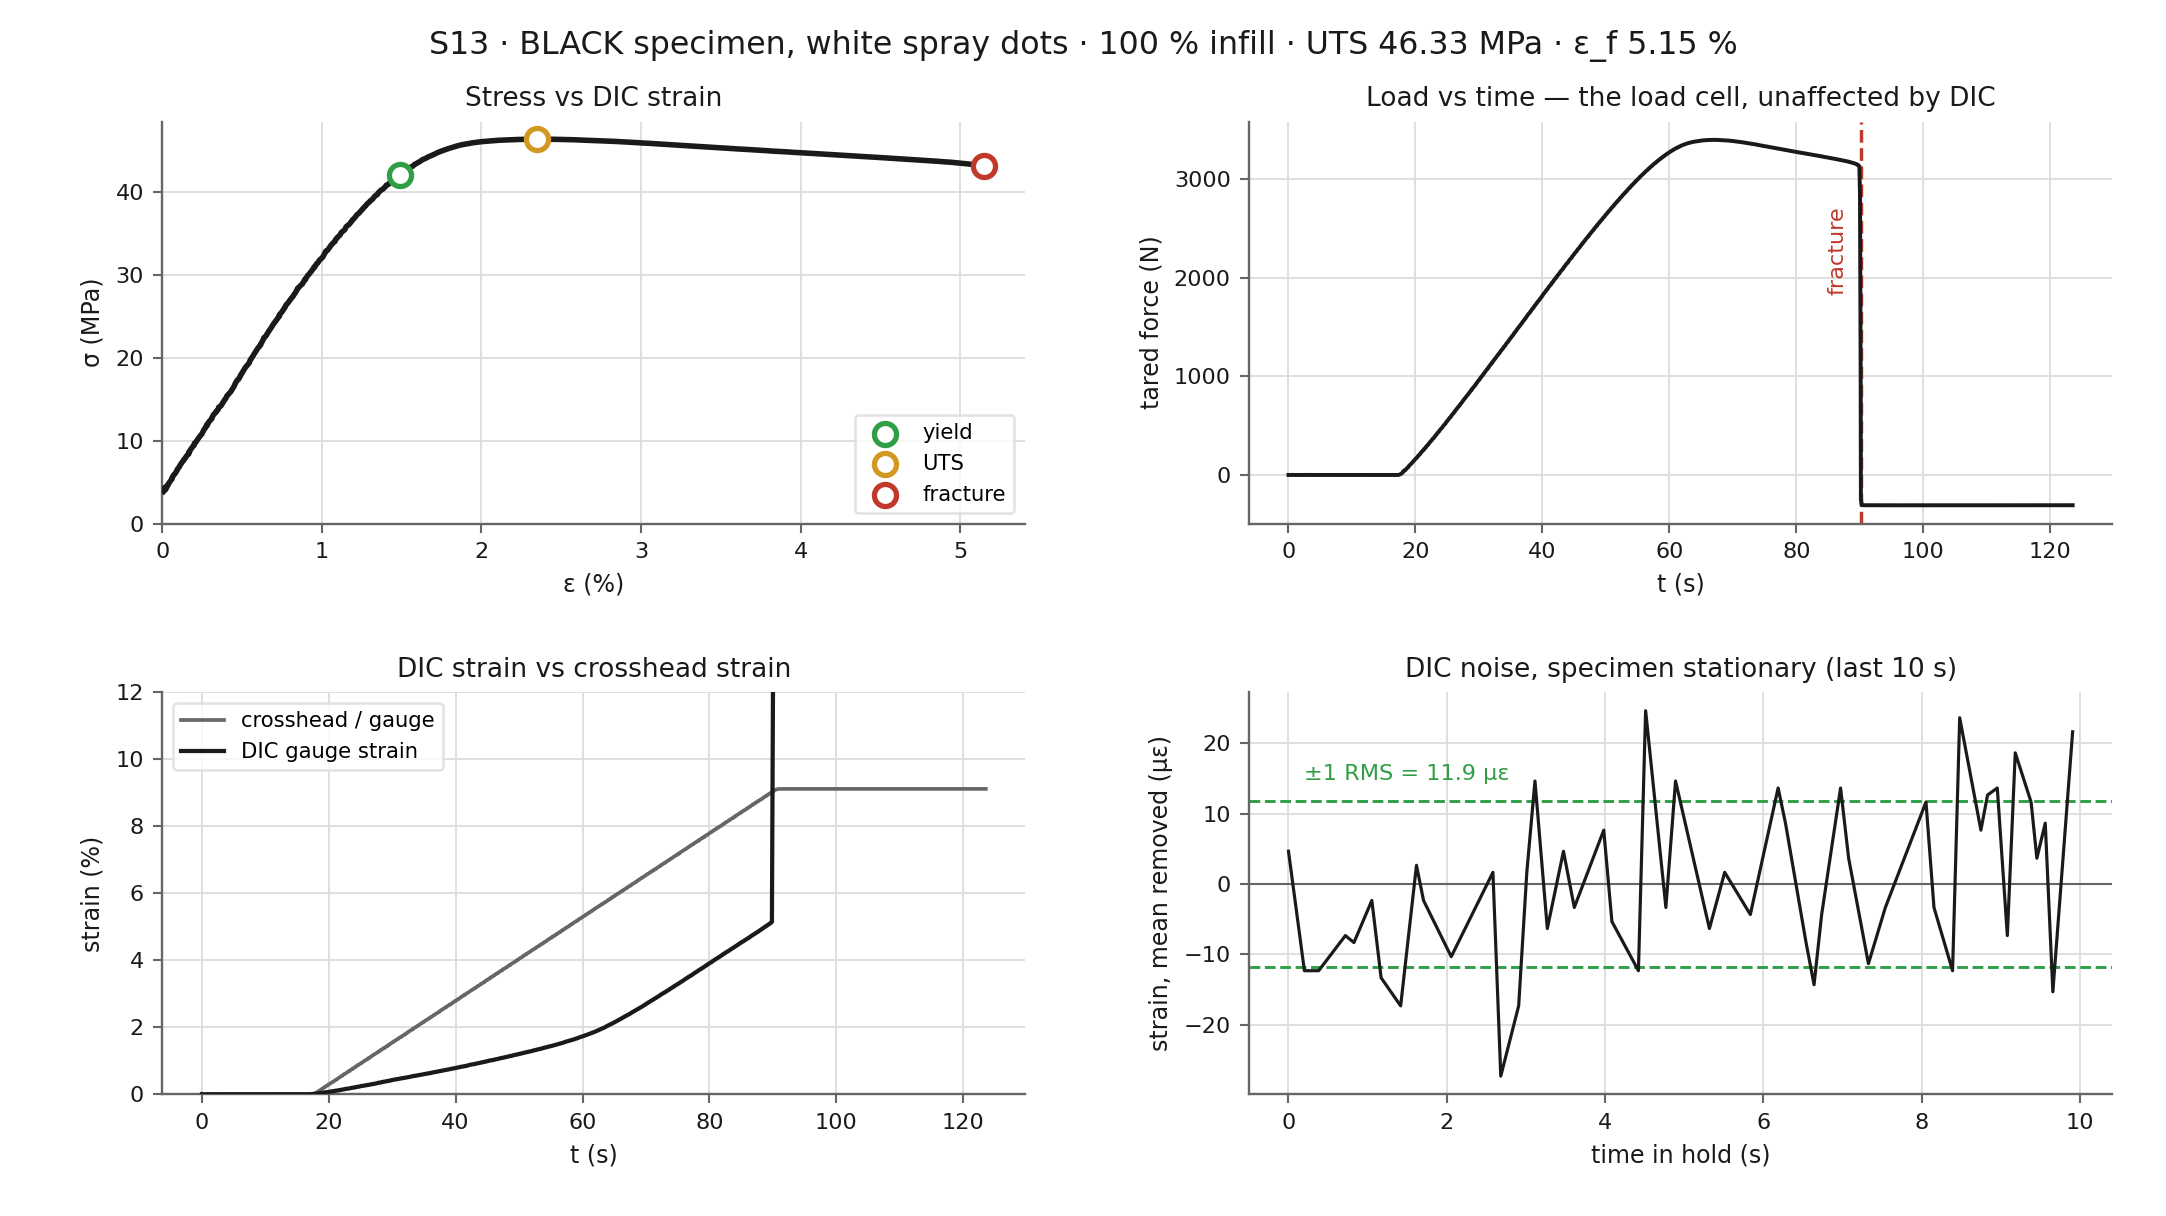 S13 · BLACK specimen, white spray dots · 100 % infill · UTS 46.33 MPa · ε_f 5.15 %
Stress vs DIC strain
σ (MPa)
40
30
20
10
0
0 1 2 3 4 5
ε (%)
yield
UTS
fracture
Load vs time — the load cell, unaffected by DIC
tared force (N)
3000
2000
1000
0
fracture
0 20 40 60 80 100 120
t (s)
DIC strain vs crosshead strain
strain (%)
12
10
8
6
4
2
0
crosshead / gauge
DIC gauge strain
0 20 40 60 80 100 120
t (s)
DIC noise, specimen stationary (last 10 s)
strain, mean removed (με)
20
10
0
−10
−20
±1 RMS = 11.9 με
0 2 4 6 8 10
time in hold (s)